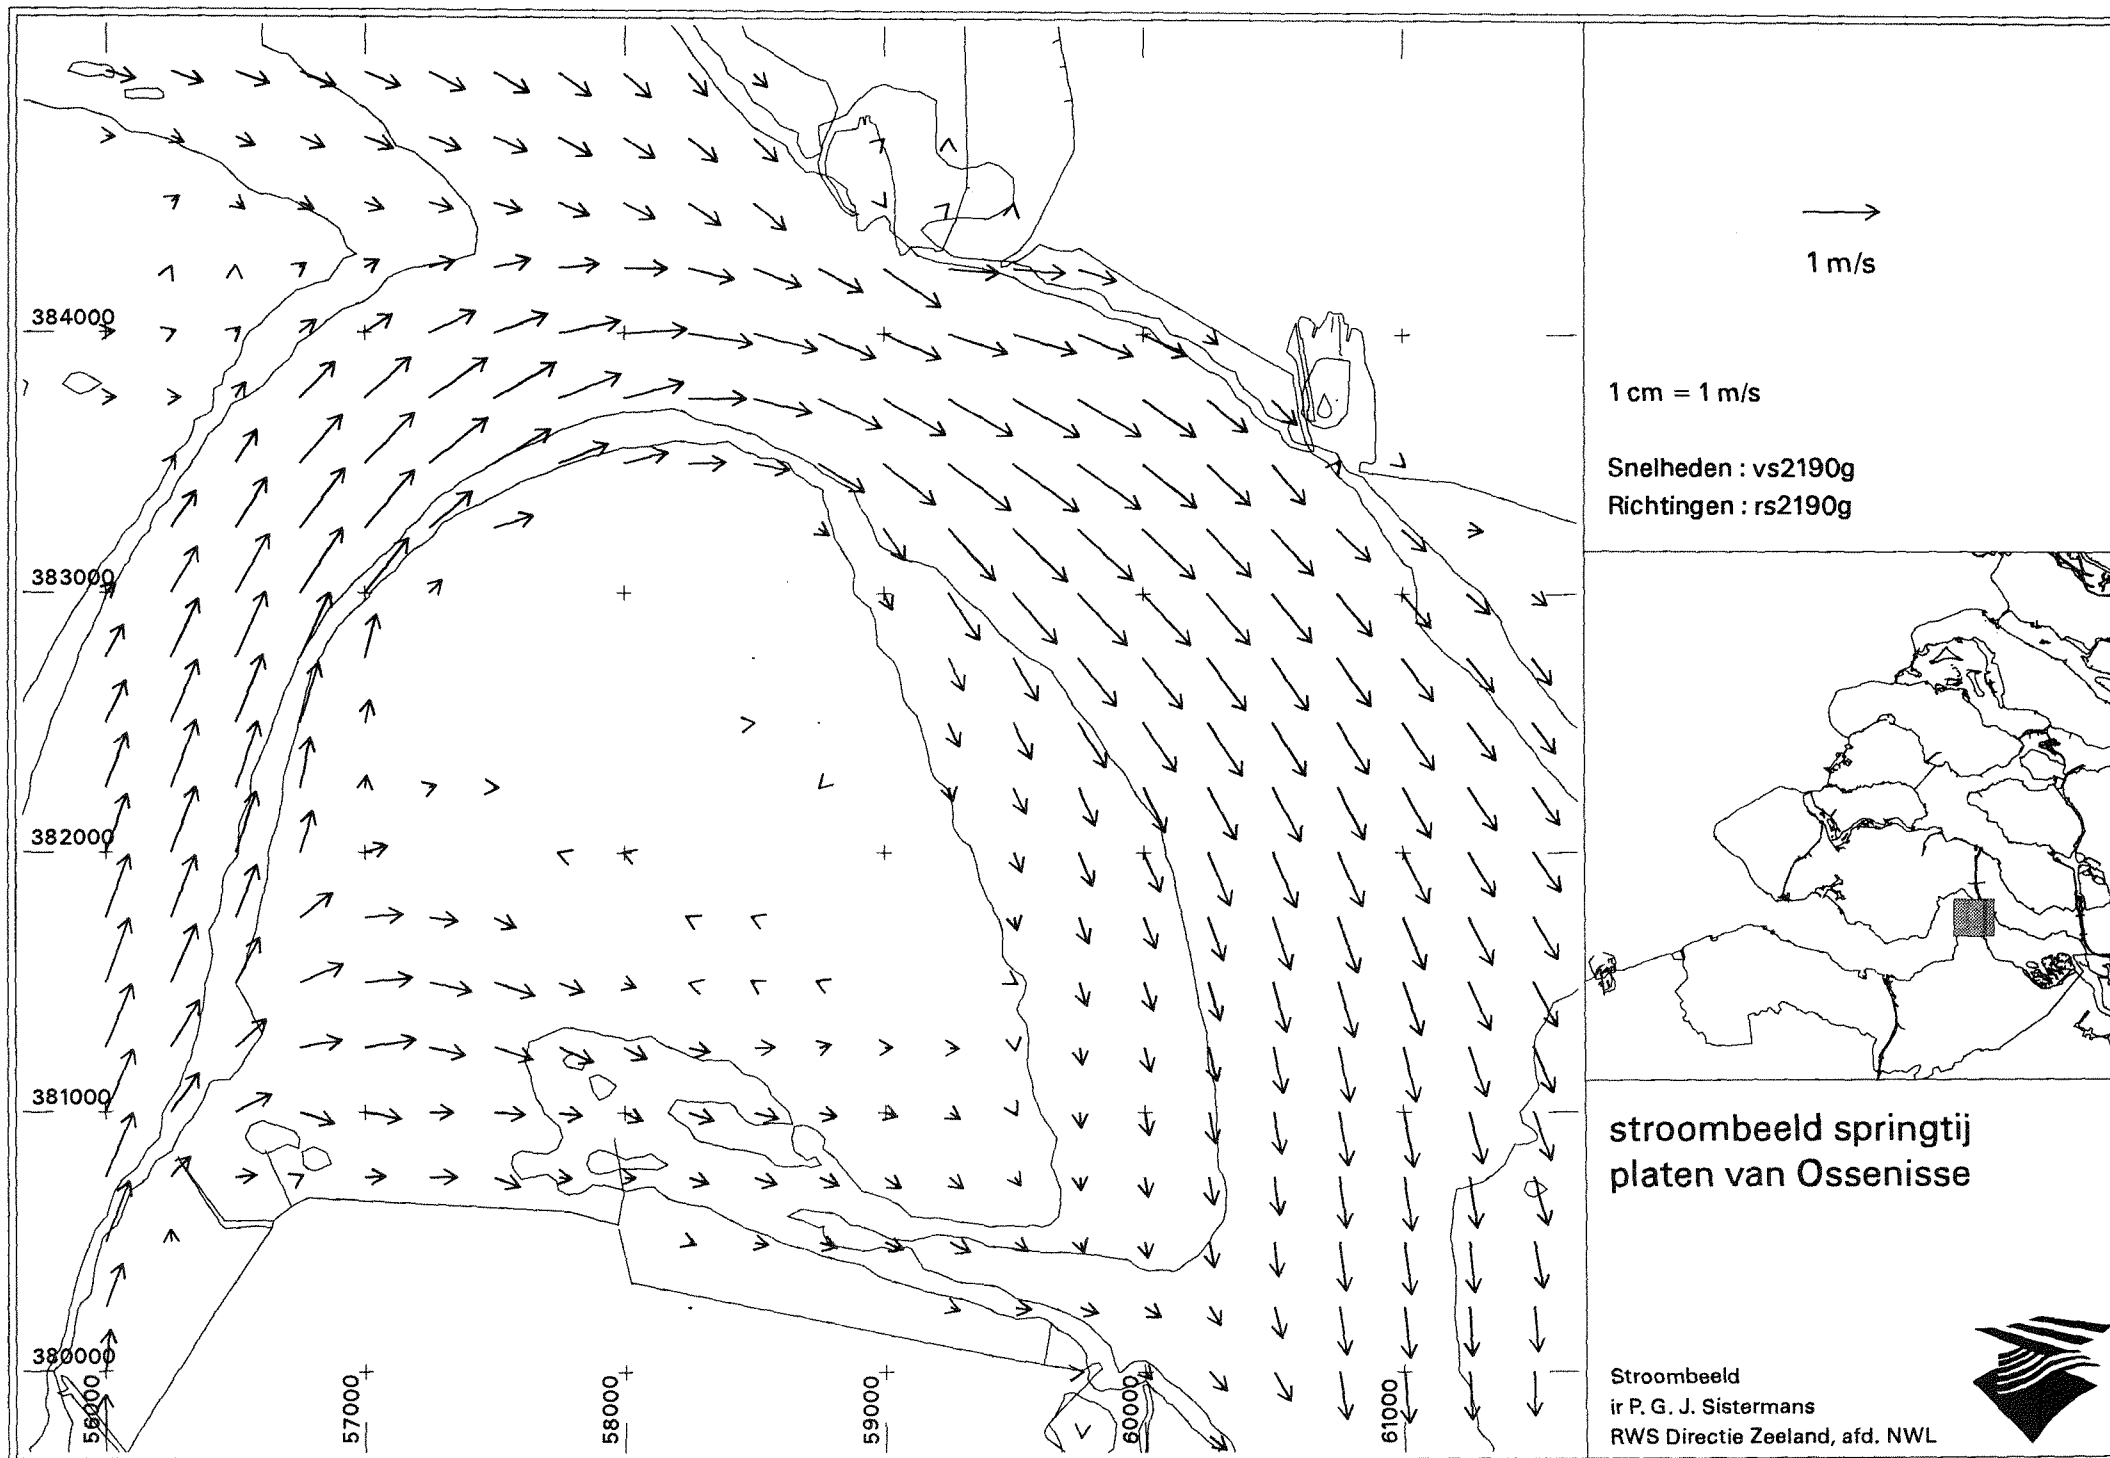 384000
383000
382000
381000
380000
56000
57000
58000
59000
60000
61000
1 m/s
1 cm = 1 m/s
Snelheden : vs2190g
Richtingen : rs2190g
stroombeeld springtij
platen van Ossenisse
Stroombeeld
ir P. G. J. Sistermans
RWS Directie Zeeland, afd. NWL